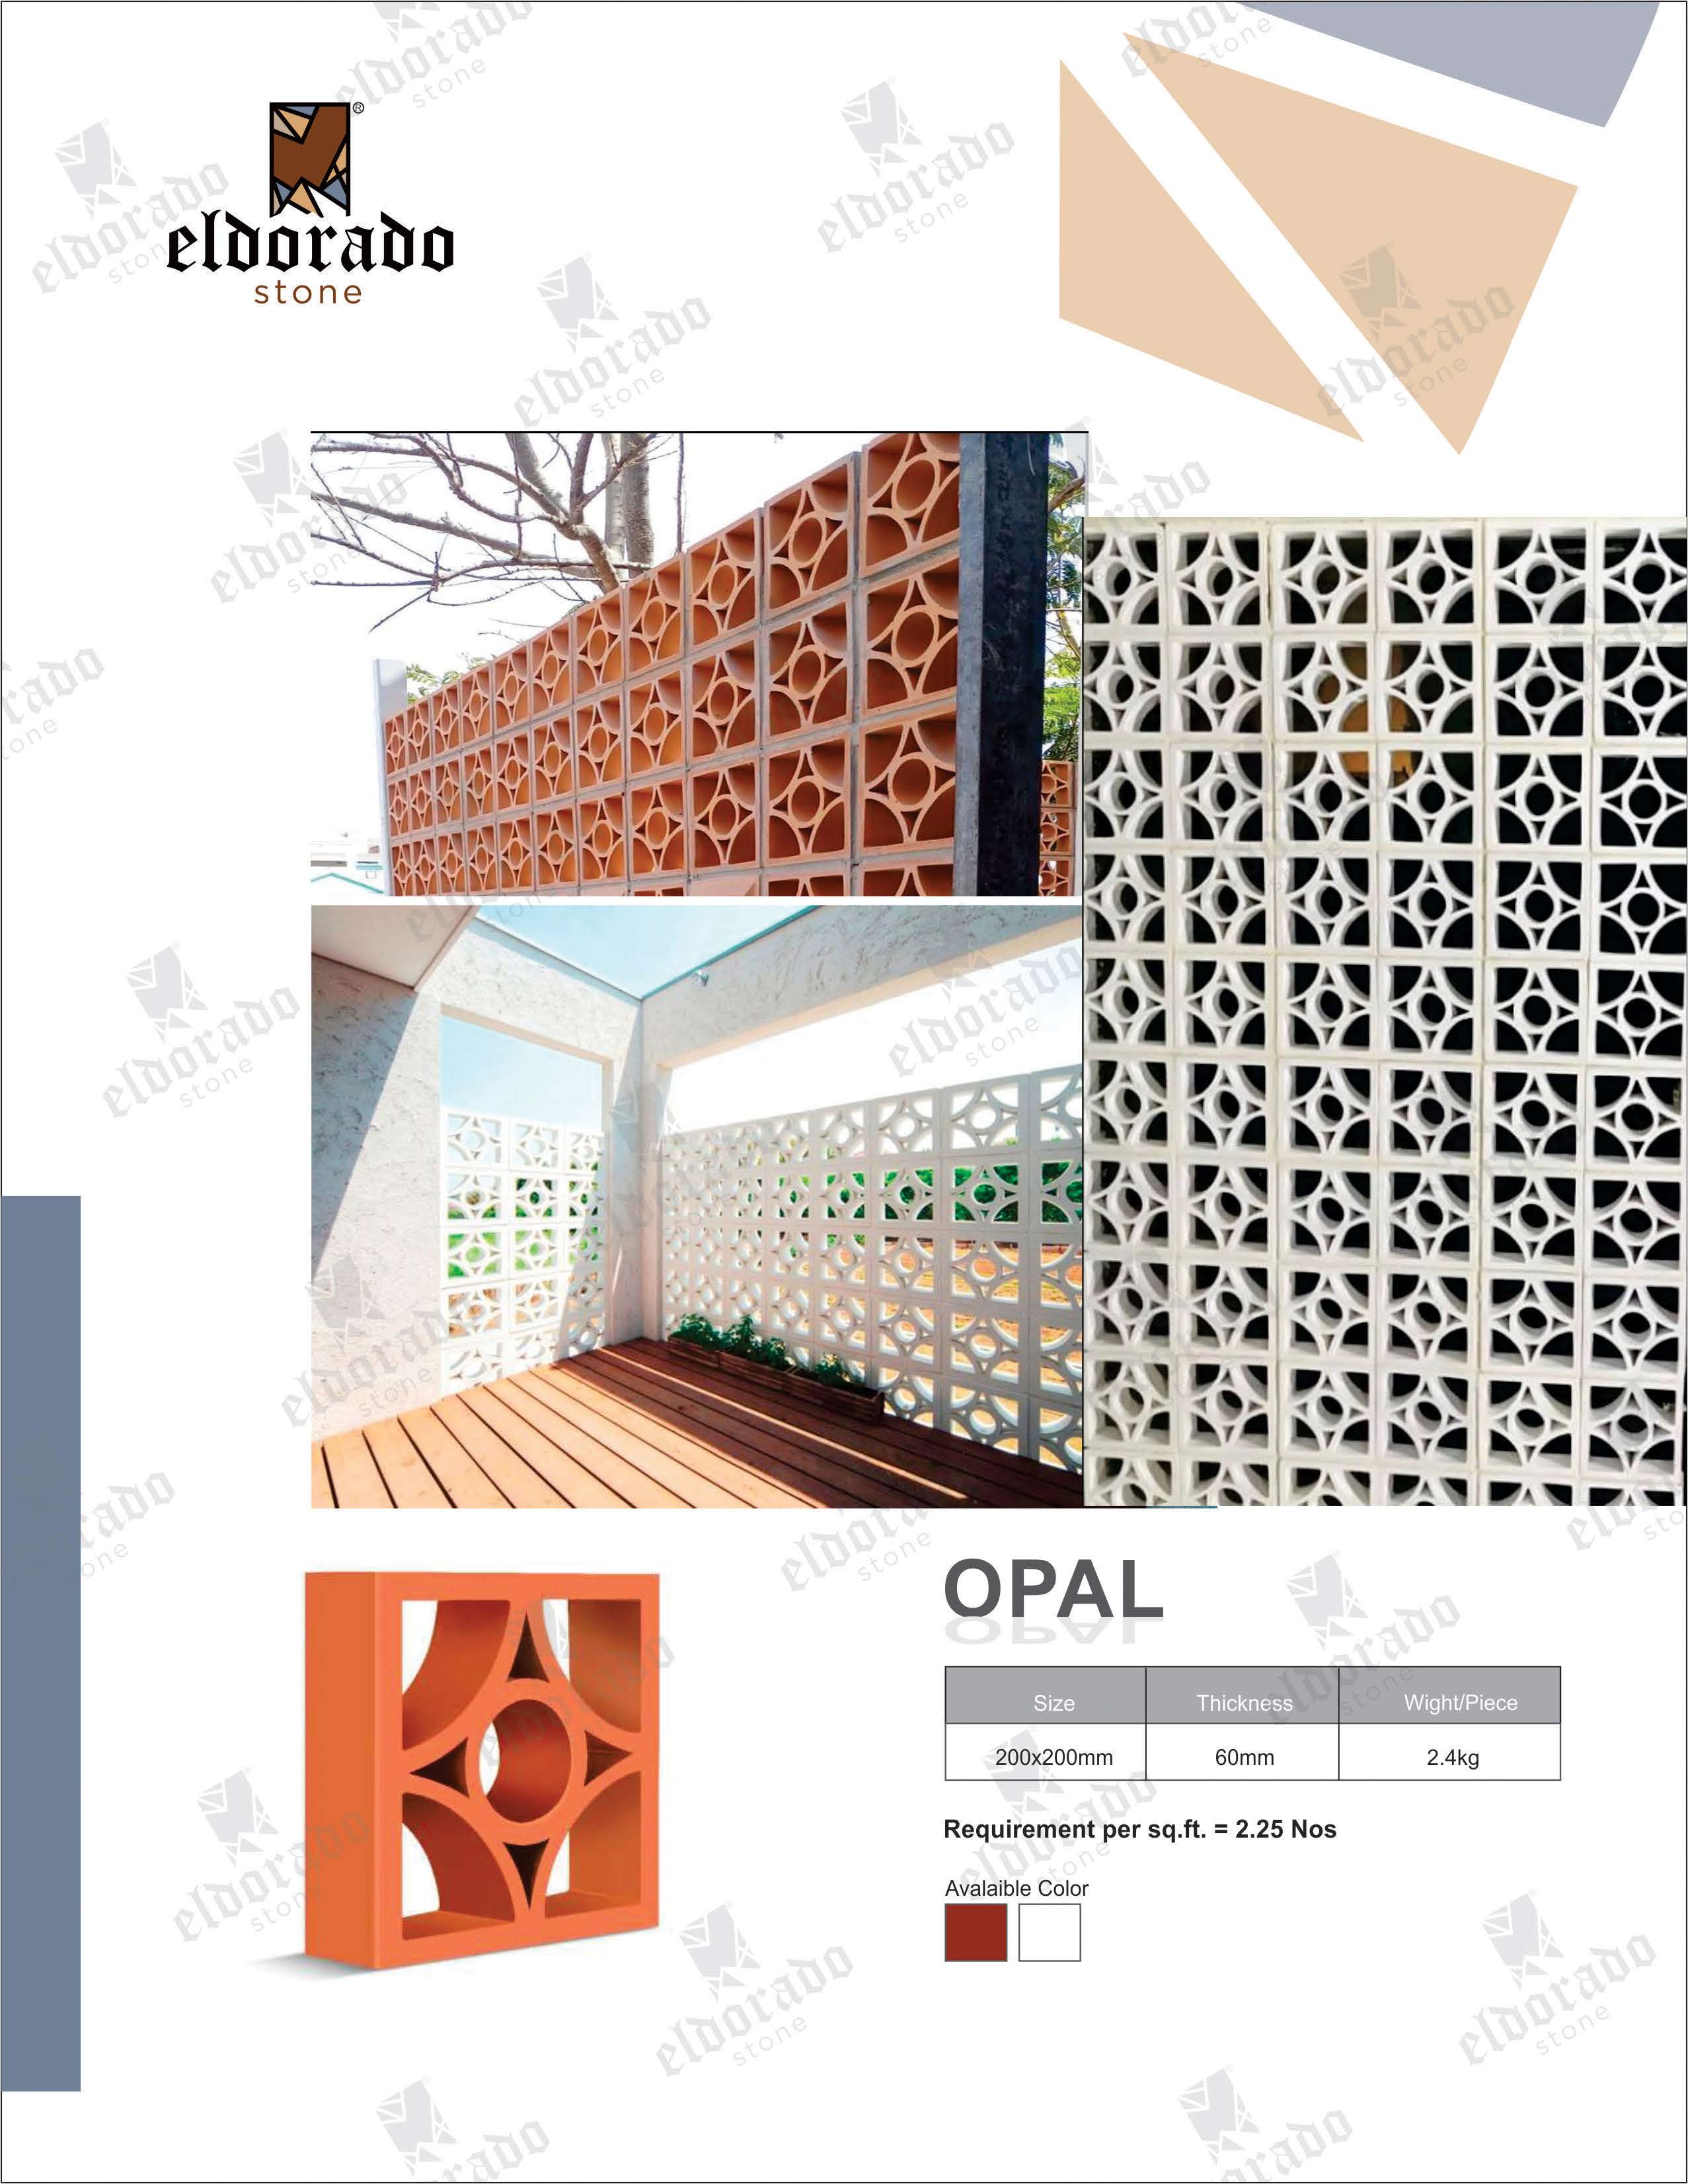 eldorado
stone
OPAL
Size Thickness Wight/Piece
200x200mm 60mm 2.4kg
Requirement per sq.ft. = 2.25 Nos
Avalaible Color